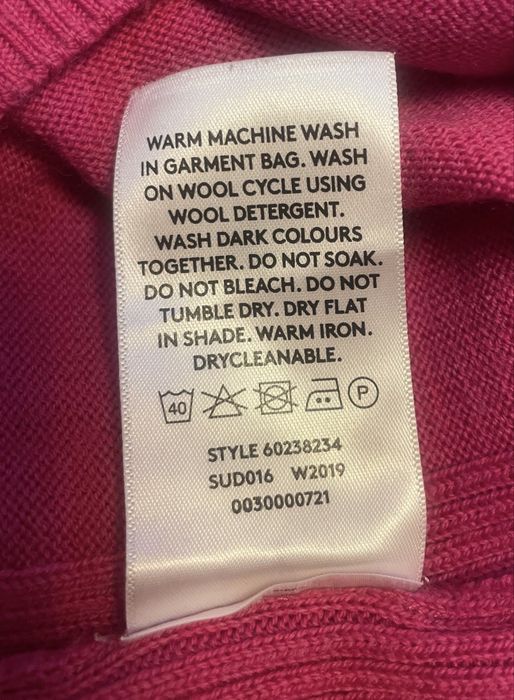 WARM MACHINE WASH
IN GARMENT BAG. WASH
ON WOOL CYCLE USING
WOOL DETERGENT.
WASH DARK COLOURS
TOGETHER. DO NOT SOAK.
DO NOT BLEACH. DO NOT
TUMBLE DRY. DRY FLAT
IN SHADE. WARM IRON.
DRYCLEANABLE.
40 P
STYLE 60238234
SUD016 W2019
0030000721